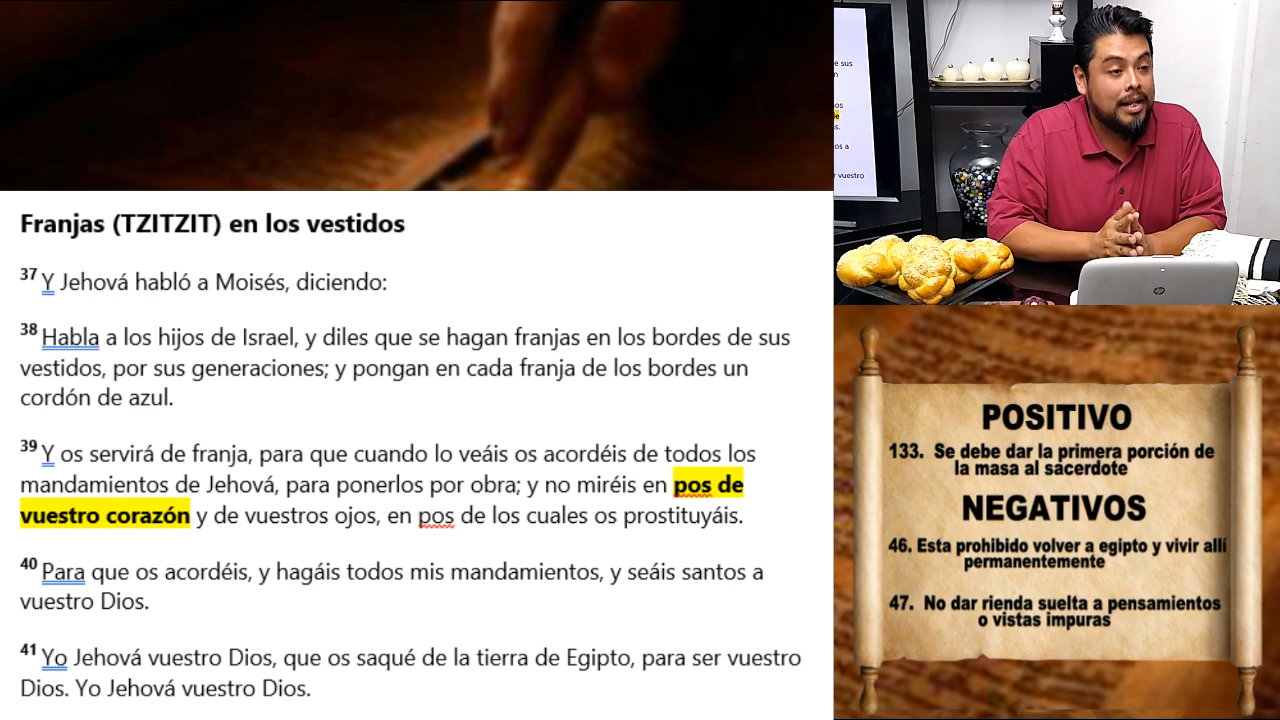 Franjas (TZITZIT) en los vestidos
37 Y Jehová habló a Moisés, diciendo:
38 Habla a los hijos de Israel, y diles que se hagan franjas en los bordes de sus
vestidos, por sus generaciones; y pongan en cada franja de los bordes un
cordón de azul.
39 Y os servirá de franja, para que cuando lo veáis os acordéis de todos los
mandamientos de Jehová, para ponerlos por obra; y no miréis en pos de
vuestro corazón y de vuestros ojos, en pos de los cuales os prostituyáis.
40 Para que os acordéis, y hagáis todos mis mandamientos, y seáis santos a
vuestro Dios.
41 Yo Jehová vuestro Dios, que os saqué de la tierra de Egipto, para ser vuestro
Dios. Yo Jehová vuestro Dios.
e sus
n
os
e
s.
os a
r vuestro
hp
POSITIVO
133. Se debe dar la primera porción de
la masa al sacerdote
NEGATIVOS
46. Esta prohibido volver a egipto y vivir allí
permanentemente
47. No dar rienda suelta a pensamientos
o vistas impuras